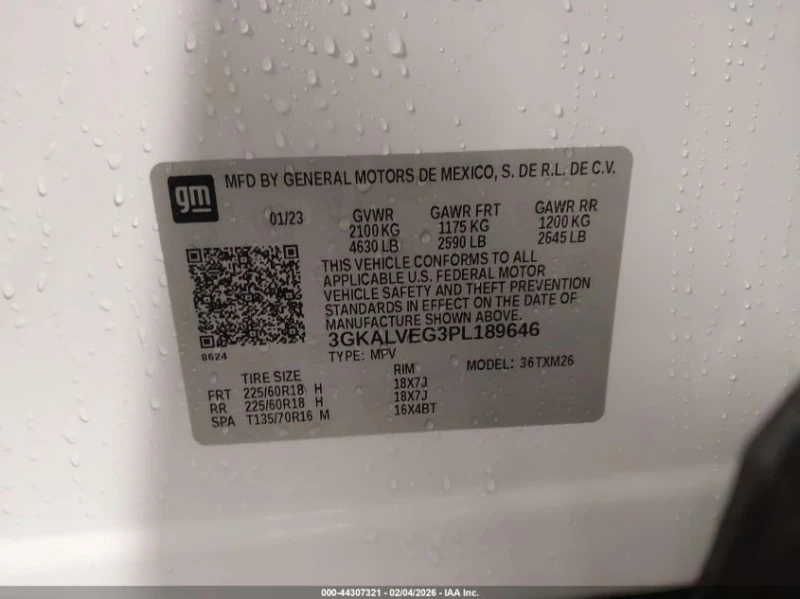 gm
MFD BY GENERAL MOTORS DE MEXICO, S. DE R.L. DE C.V.
01/23 GVWR GAWR FRT GAWR RR
2100 KG 1175 KG 1200 KG
4630 LB 2590 LB 2645 LB
THIS VEHICLE CONFORMS TO ALL
APPLICABLE U.S. FEDERAL MOTOR
VEHICLE SAFETY AND THEFT PREVENTION
STANDARDS IN EFFECT ON THE DATE OF
MANUFACTURE SHOWN ABOVE.
3GKALVEG3PL189646
8624
TYPE: MPV MODEL: 36TXM26
TIRE SIZE RIM
FRT 225/60R18 H 18X7J
RR 225/60R18 H 18X7J
SPA T135/70R16 M 16X4BT
000-44307321 - 02/04/2026 - IAA Inc.